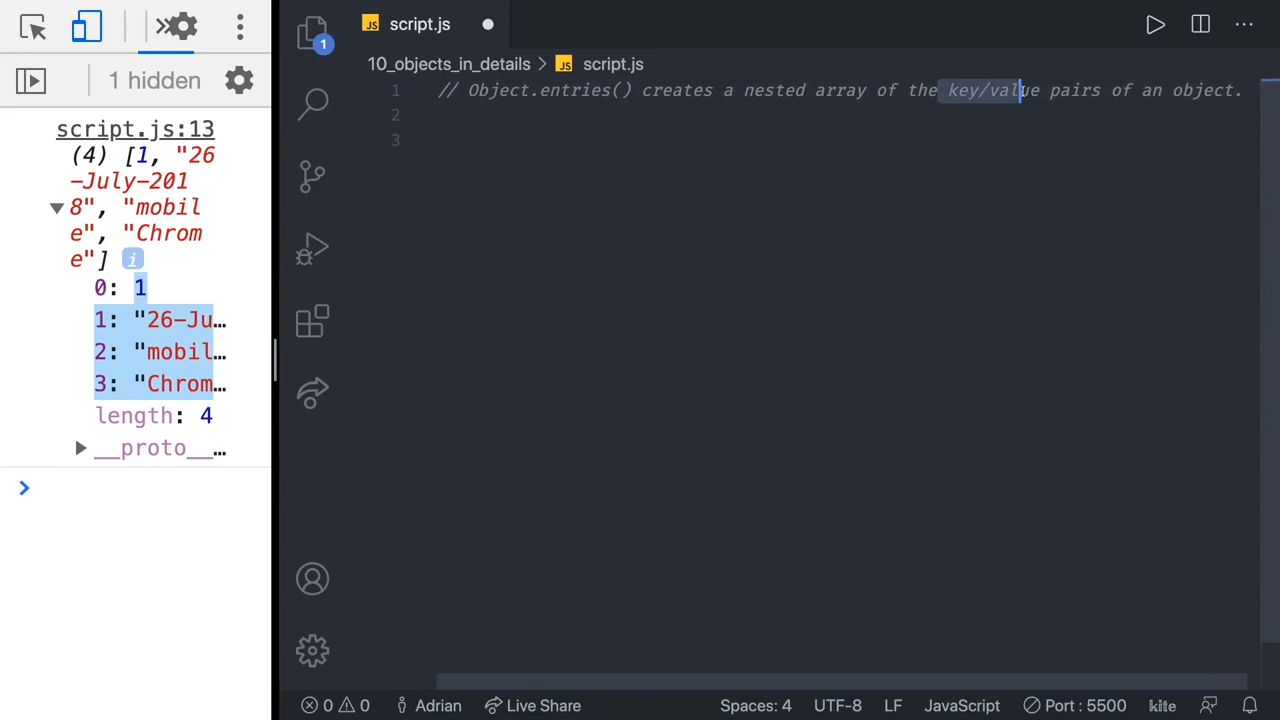 1 hidden
script.js:13
(4) [1, "26
-July-201
8", "mobil
e", "Chrom
e"] i
0: 1
1: "26-Ju…
2: "mobil…
3: "Chrom…
length: 4
__proto__…
>
1
JS script.js
10_objects_in_details > JS script.js
1 // Object.entries() creates a nested array of the key/value pairs of an object.
2
3
0 0 Adrian Live Share Spaces: 4 UTF-8 LF JavaScript Port : 5500 kite